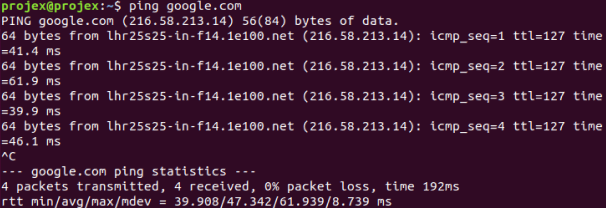 projex@projex:~$ ping google.com
PING google.com (216.58.213.14) 56(84) bytes of data.
64 bytes from lhr25s25-in-f14.1e100.net (216.58.213.14): icmp_seq=1 ttl=127 time
=41.4 ms
64 bytes from lhr25s25-in-f14.1e100.net (216.58.213.14): icmp_seq=2 ttl=127 time
=61.9 ms
64 bytes from lhr25s25-in-f14.1e100.net (216.58.213.14): icmp_seq=3 ttl=127 time
=39.9 ms
64 bytes from lhr25s25-in-f14.1e100.net (216.58.213.14): icmp_seq=4 ttl=127 time
=46.1 ms
^C
--- google.com ping statistics ---
4 packets transmitted, 4 received, 0% packet loss, time 192ms
rtt min/avg/max/mdev = 39.908/47.342/61.939/8.739 ms